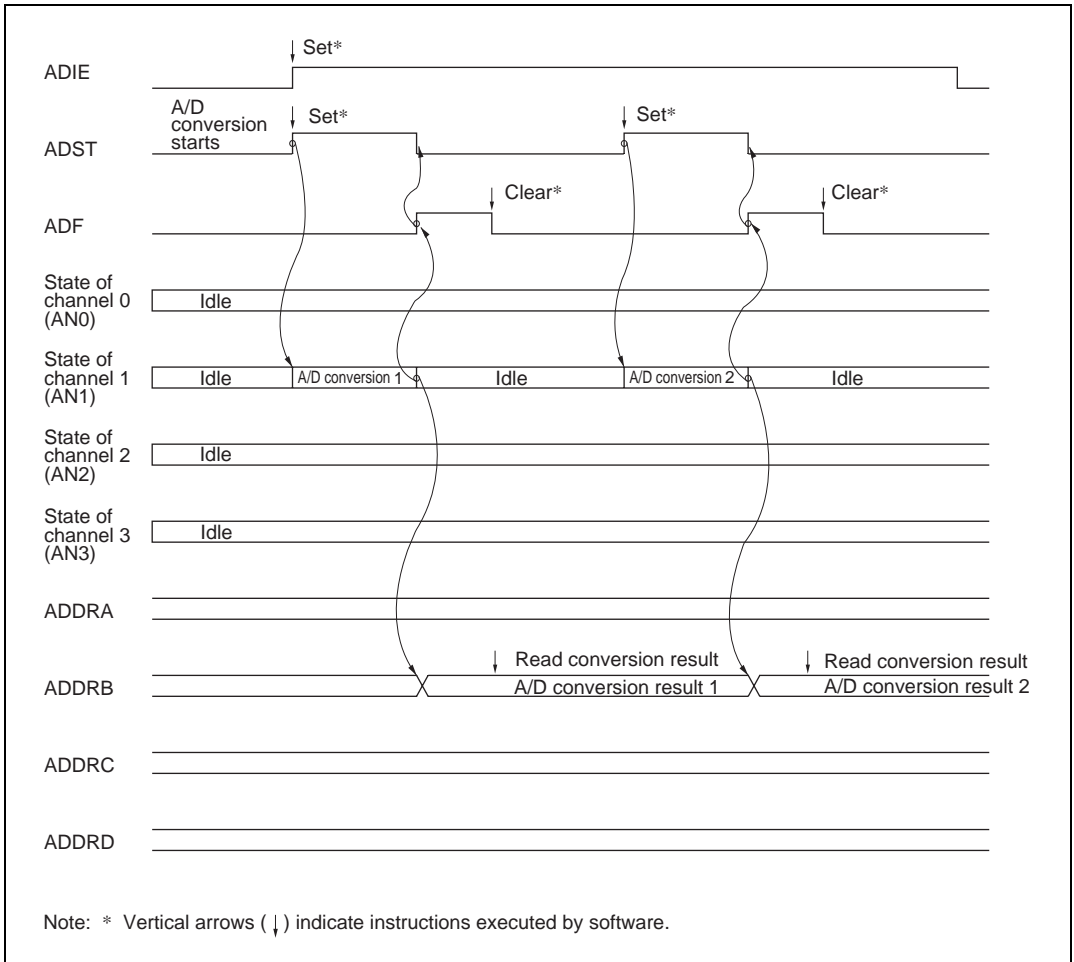 Set*
ADIE
A/D
conversion
starts
Set*
Set*
ADST
Clear*
Clear*
ADF
State of
channel 0
(AN0)
Idle
State of
channel 1
(AN1)
Idle
A/D conversion 1
Idle
A/D conversion 2
Idle
State of
channel 2
(AN2)
Idle
State of
channel 3
(AN3)
Idle
ADDRA
Read conversion result
Read conversion result
ADDRB
A/D conversion result 1
A/D conversion result 2
ADDRC
ADDRD
Note: * Vertical arrows (↓) indicate instructions executed by software.